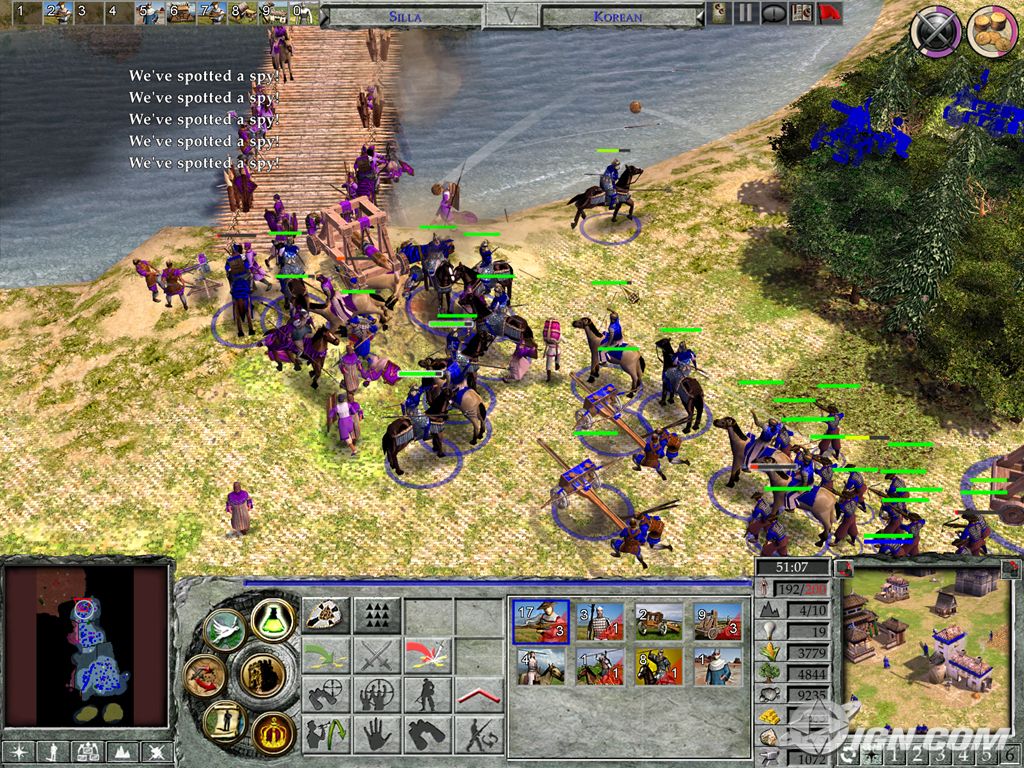 1 2 3 4 5 6 7 8 9 0
SILLA V KOREAN
We've spotted a spy!
We've spotted a spy!
We've spotted a spy!
We've spotted a spy!
We've spotted a spy!
51:07
192/200
4/10
19
3779
4844
9235
1072
17 3
3 1
2
9 3
4
1 1
8 1
1
IGN.COM
1 2 3 4 5 6